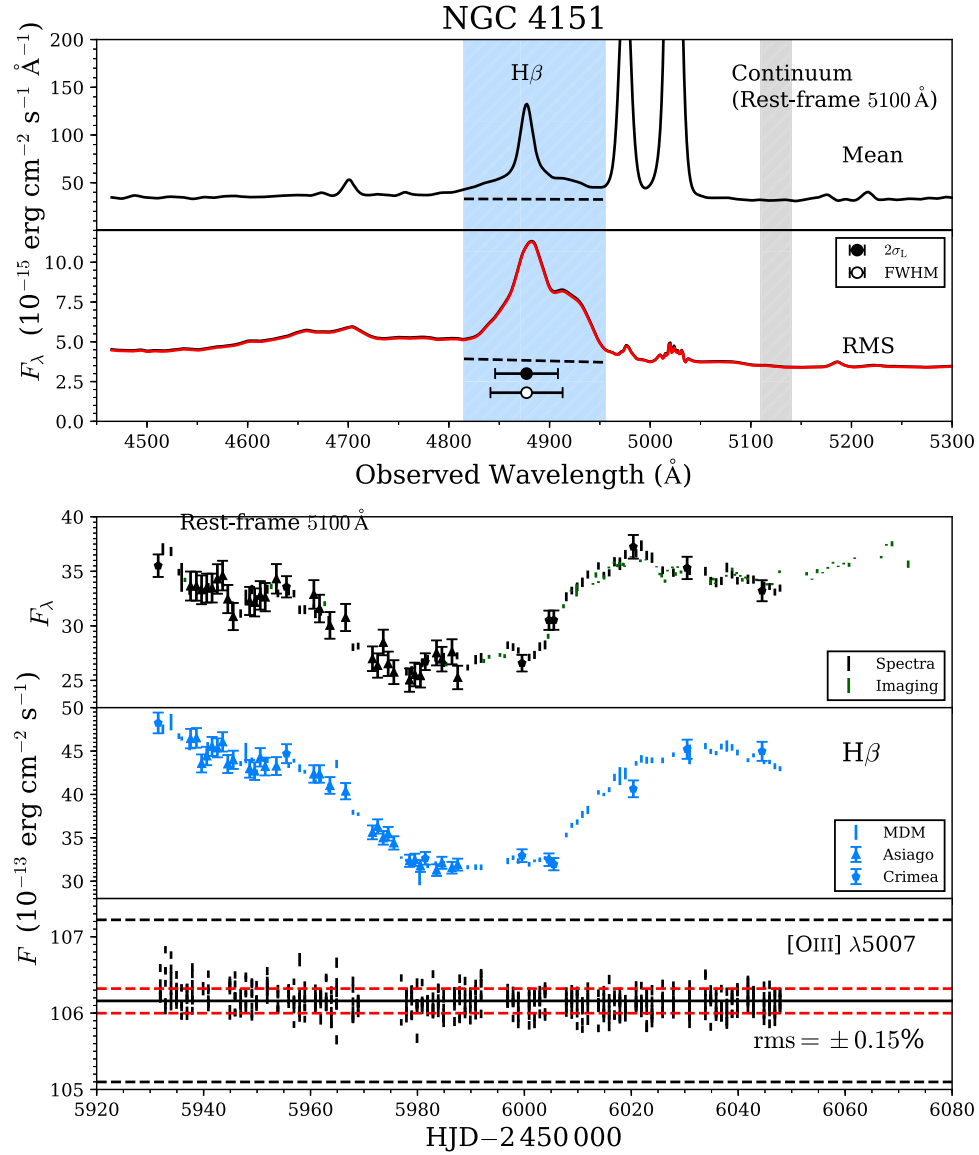 NGC 4151
200
150
100
50
Hβ
Continuum
(Rest-frame 5100 Å)
Mean
10.0
7.5
5.0
2.5
0.0
2σL
FWHM
RMS
Fλ (10−15 erg cm−2 s−1 Å−1)
4500 4600 4700 4800 4900 5000 5100 5200 5300
Observed Wavelength (Å)
40
35
30
25
Rest-frame 5100 Å
Fλ
Spectra
Imaging
50
45
40
35
30
Hβ
MDM
Asiago
Crimea
F (10−13 erg cm−2 s−1)
107
106
105
[OIII] λ5007
rms = ± 0.15%
5920 5940 5960 5980 6000 6020 6040 6060 6080
HJD−2 450 000